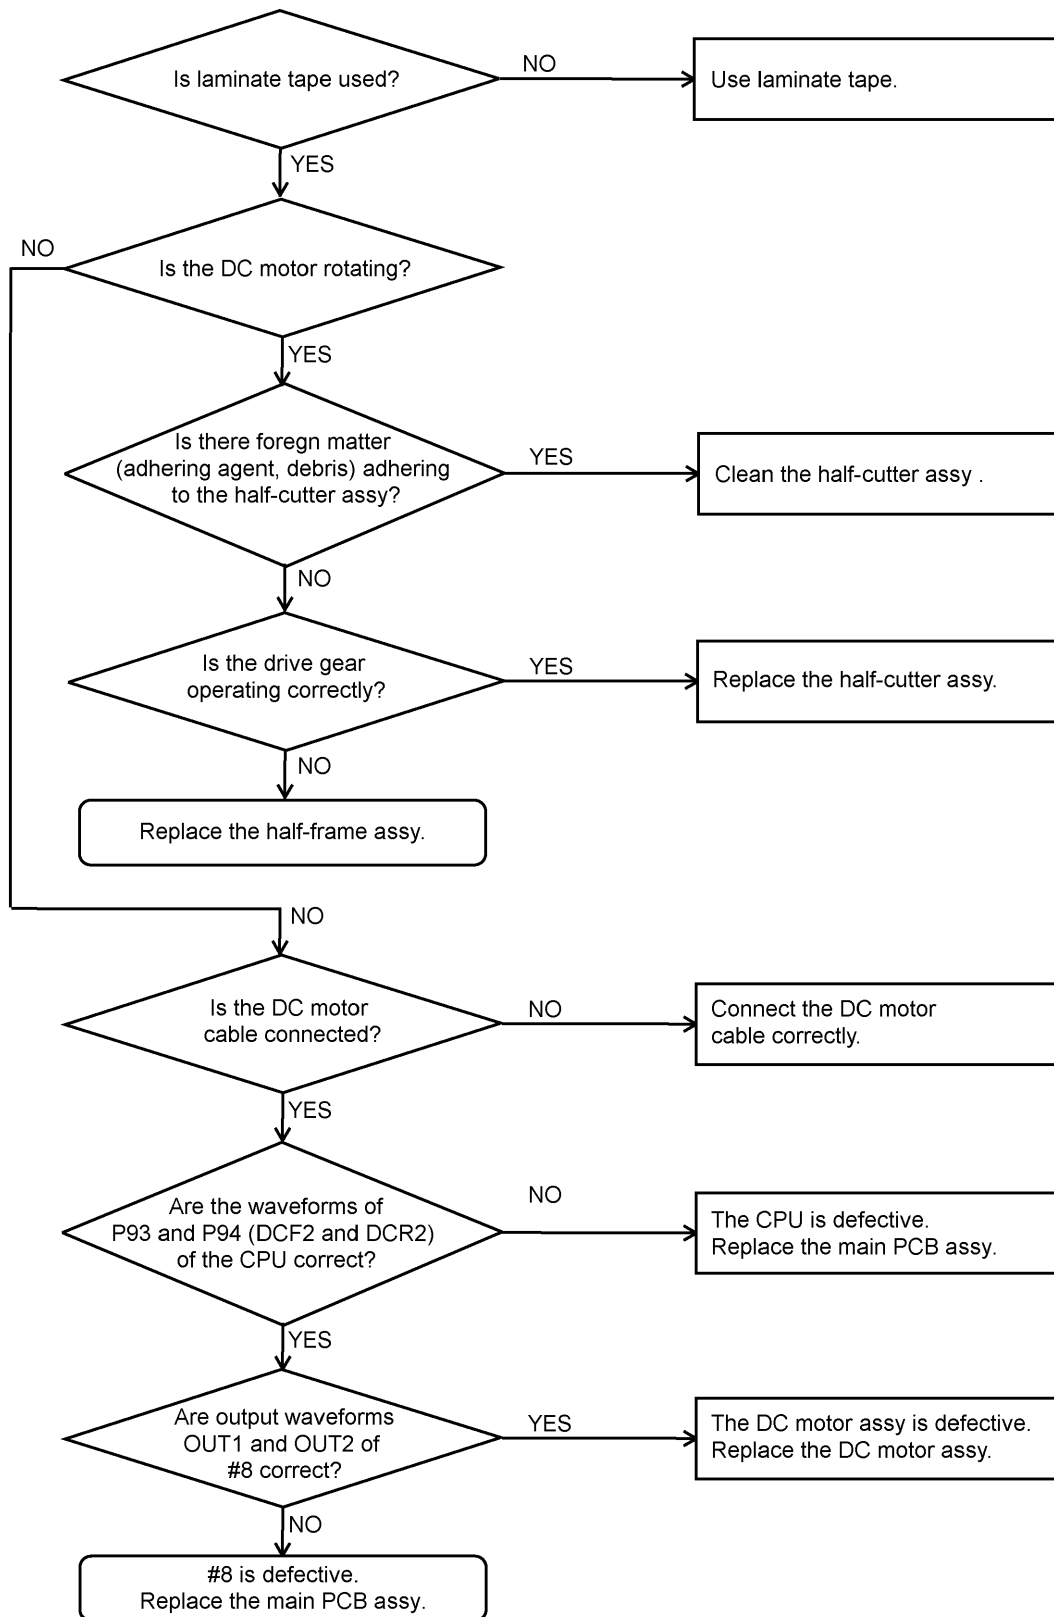 Is laminate tape used?
NO
Use laminate tape.
YES
NO
Is the DC motor rotating?
YES
Is there foregn matter
(adhering agent, debris) adhering
to the half-cutter assy?
YES
Clean the half-cutter assy .
NO
Is the drive gear
operating correctly?
YES
Replace the half-cutter assy.
NO
Replace the half-frame assy.
NO
Is the DC motor
cable connected?
NO
Connect the DC motor
cable correctly.
YES
Are the waveforms of
P93 and P94 (DCF2 and DCR2)
of the CPU correct?
NO
The CPU is defective.
Replace the main PCB assy.
YES
Are output waveforms
OUT1 and OUT2 of
#8 correct?
YES
The DC motor assy is defective.
Replace the DC motor assy.
NO
#8 is defective.
Replace the main PCB assy.